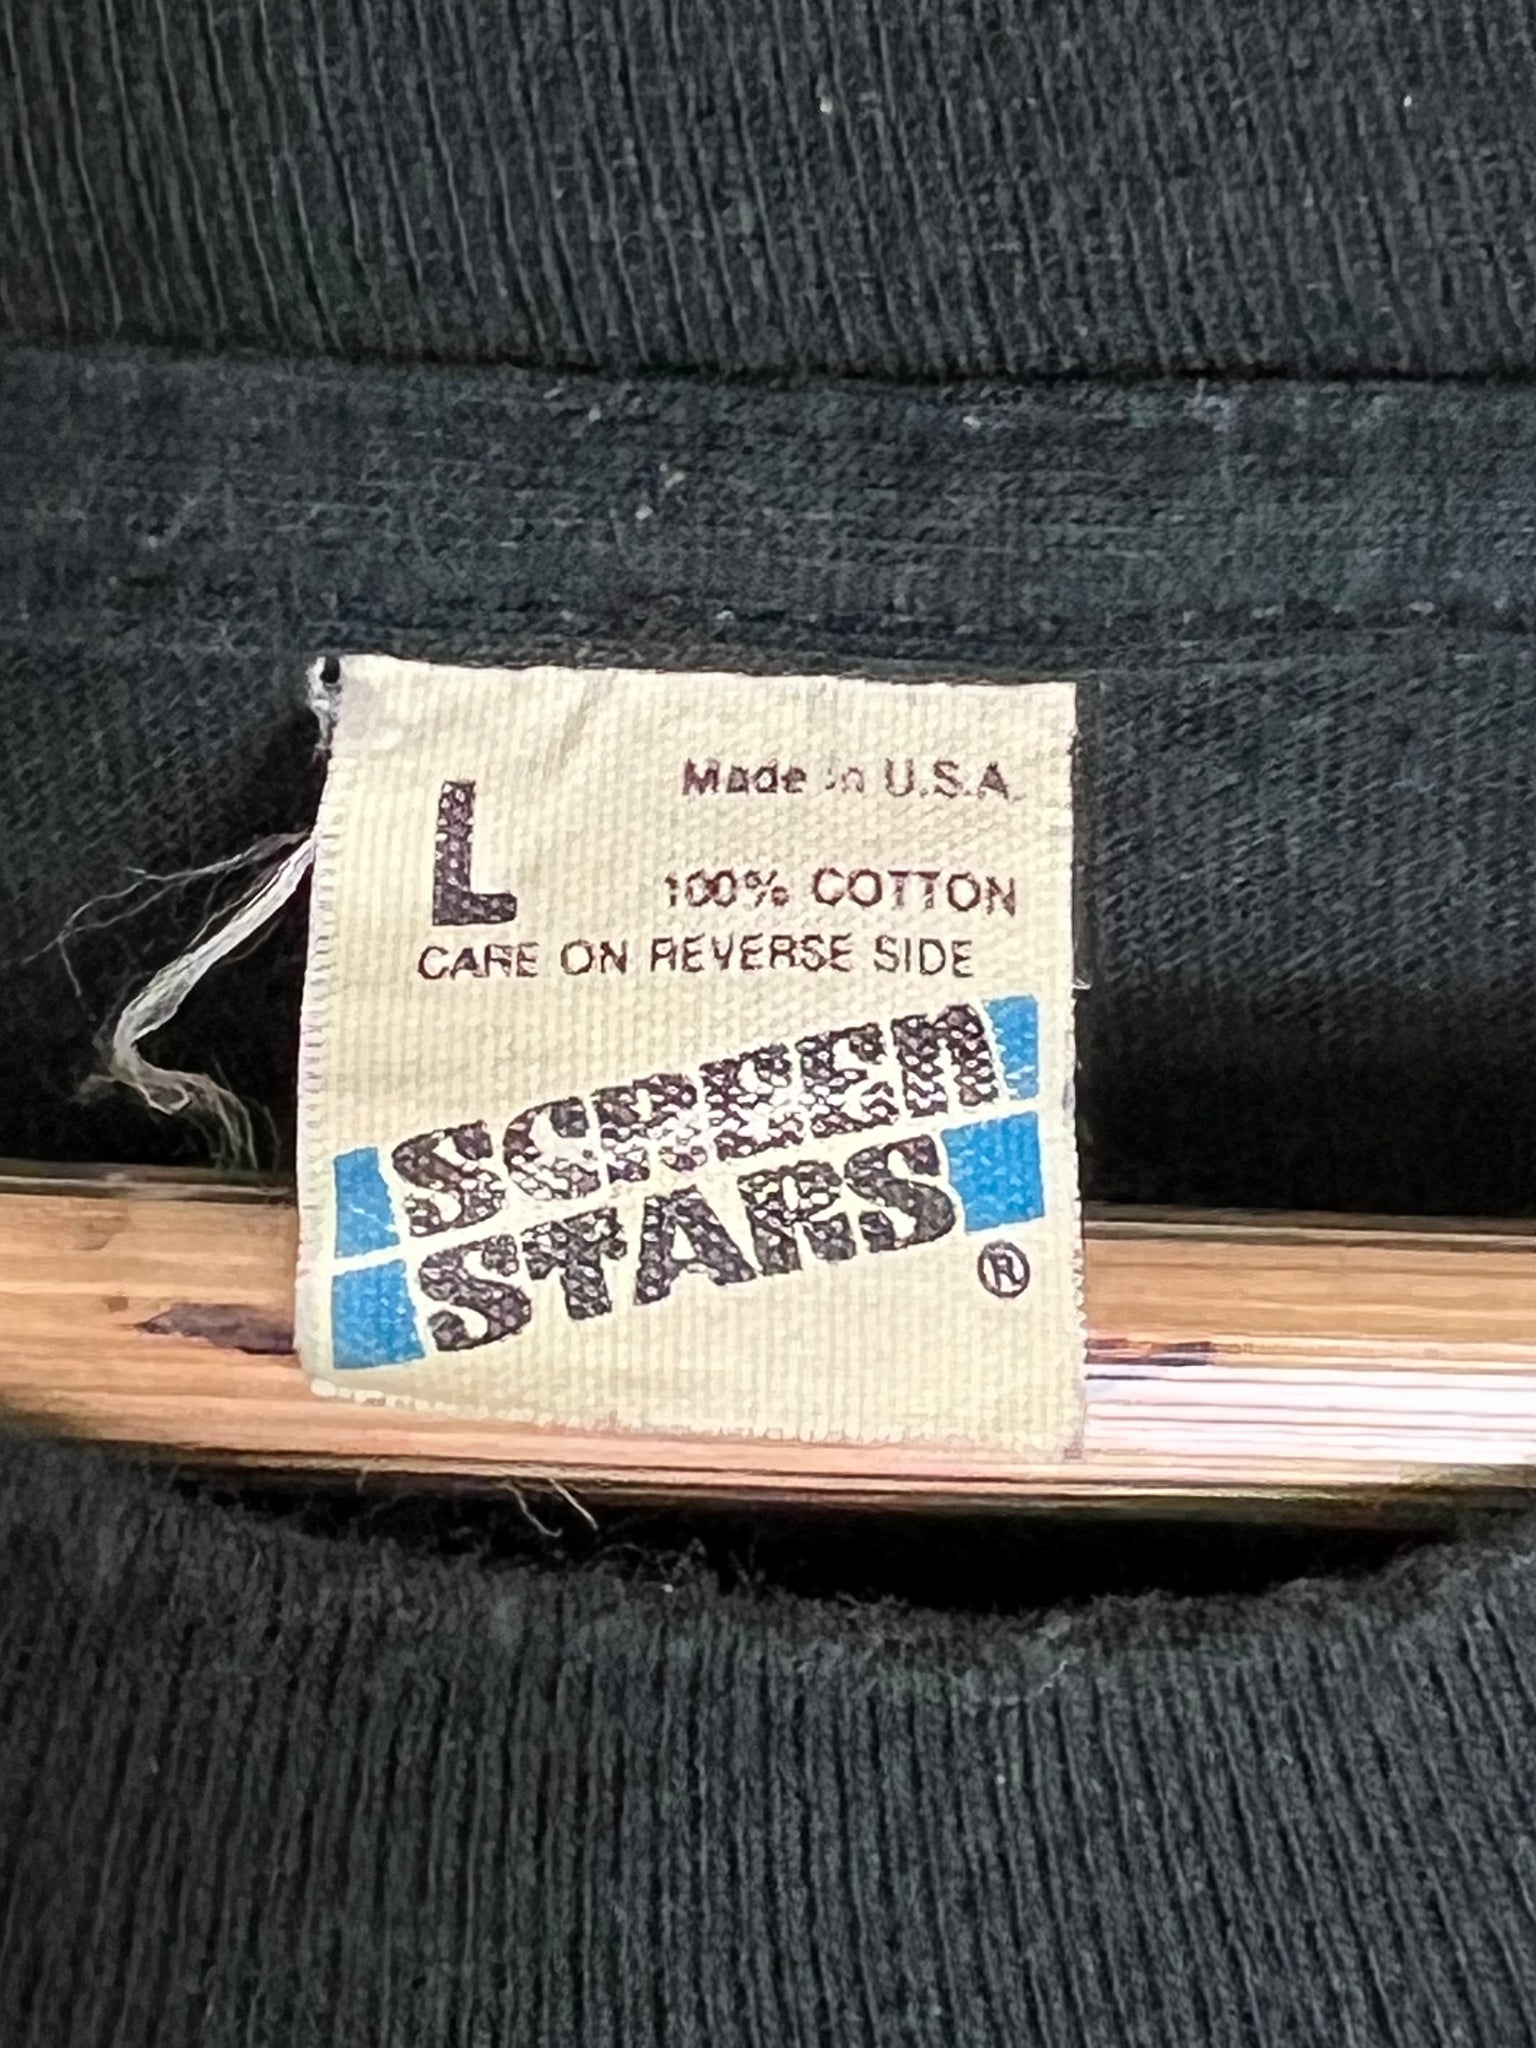 L
Made in U.S.A.
100% COTTON
CARE ON REVERSE SIDE
SCREEN
STARS
®